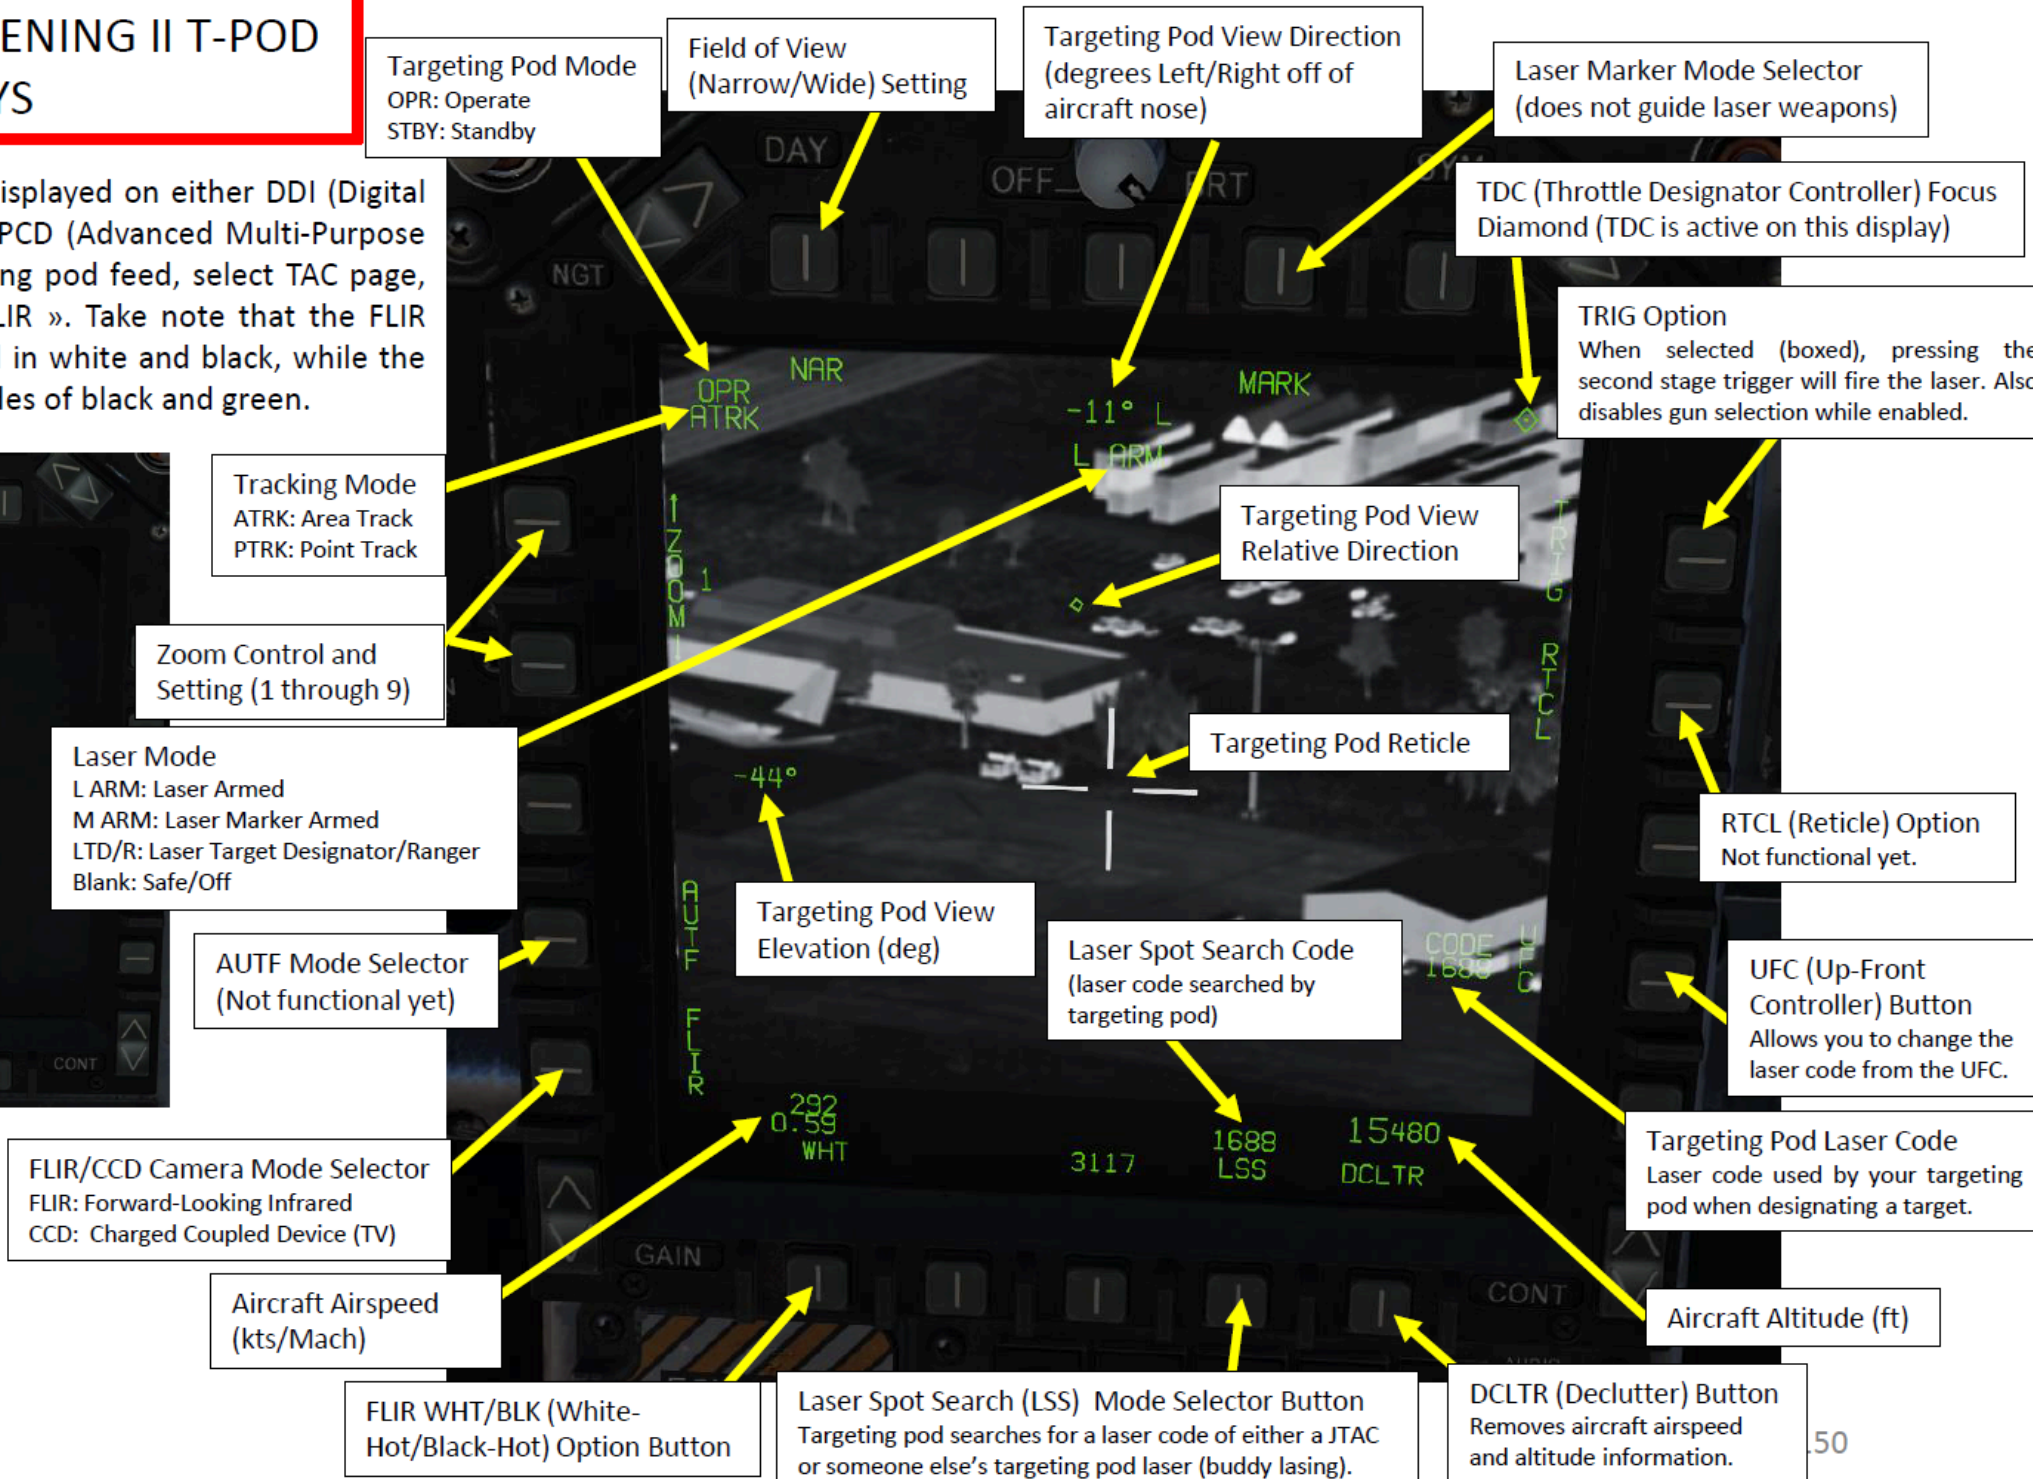 ENING II T-POD
YS
isplayed on either DDI (Digital
PCD (Advanced Multi-Purpose
ng pod feed, select TAC page,
LIR ». Take note that the FLIR
in white and black, while the
les of black and green.
Targeting Pod Mode
OPR: Operate
STBY: Standby
Field of View
(Narrow/Wide) Setting
Targeting Pod View Direction
(degrees Left/Right off of
aircraft nose)
Laser Marker Mode Selector
(does not guide laser weapons)
TDC (Throttle Designator Controller) Focus
Diamond (TDC is active on this display)
TRIG Option
When selected (boxed), pressing the
second stage trigger will fire the laser. Also
disables gun selection while enabled.
DAY
OFF
BRT
SYM
NGT
OPR
ATRK
NAR
-11° L
L ARM
MARK
Tracking Mode
ATRK: Area Track
PTRK: Point Track
Targeting Pod View
Relative Direction
ZOOM
1
TRIG
RTCL
Zoom Control and
Setting (1 through 9)
Targeting Pod Reticle
Laser Mode
L ARM: Laser Armed
M ARM: Laser Marker Armed
LTD/R: Laser Target Designator/Ranger
Blank: Safe/Off
-44°
RTCL (Reticle) Option
Not functional yet.
Targeting Pod View
Elevation (deg)
AUTF
CODE
1688
UFC
AUTF Mode Selector
(Not functional yet)
Laser Spot Search Code
(laser code searched by
targeting pod)
UFC (Up-Front
Controller) Button
Allows you to change the
laser code from the UFC.
CONT
FLIR
292
0.59
WHT
3117
1688
LSS
15480
DCLTR
Targeting Pod Laser Code
Laser code used by your targeting
pod when designating a target.
FLIR/CCD Camera Mode Selector
FLIR: Forward-Looking Infrared
CCD: Charged Coupled Device (TV)
GAIN
CONT
Aircraft Airspeed
(kts/Mach)
Aircraft Altitude (ft)
FLIR WHT/BLK (White-
Hot/Black-Hot) Option Button
Laser Spot Search (LSS) Mode Selector Button
Targeting pod searches for a laser code of either a JTAC
or someone else's targeting pod laser (buddy lasing).
DCLTR (Declutter) Button
Removes aircraft airspeed
and altitude information.
50